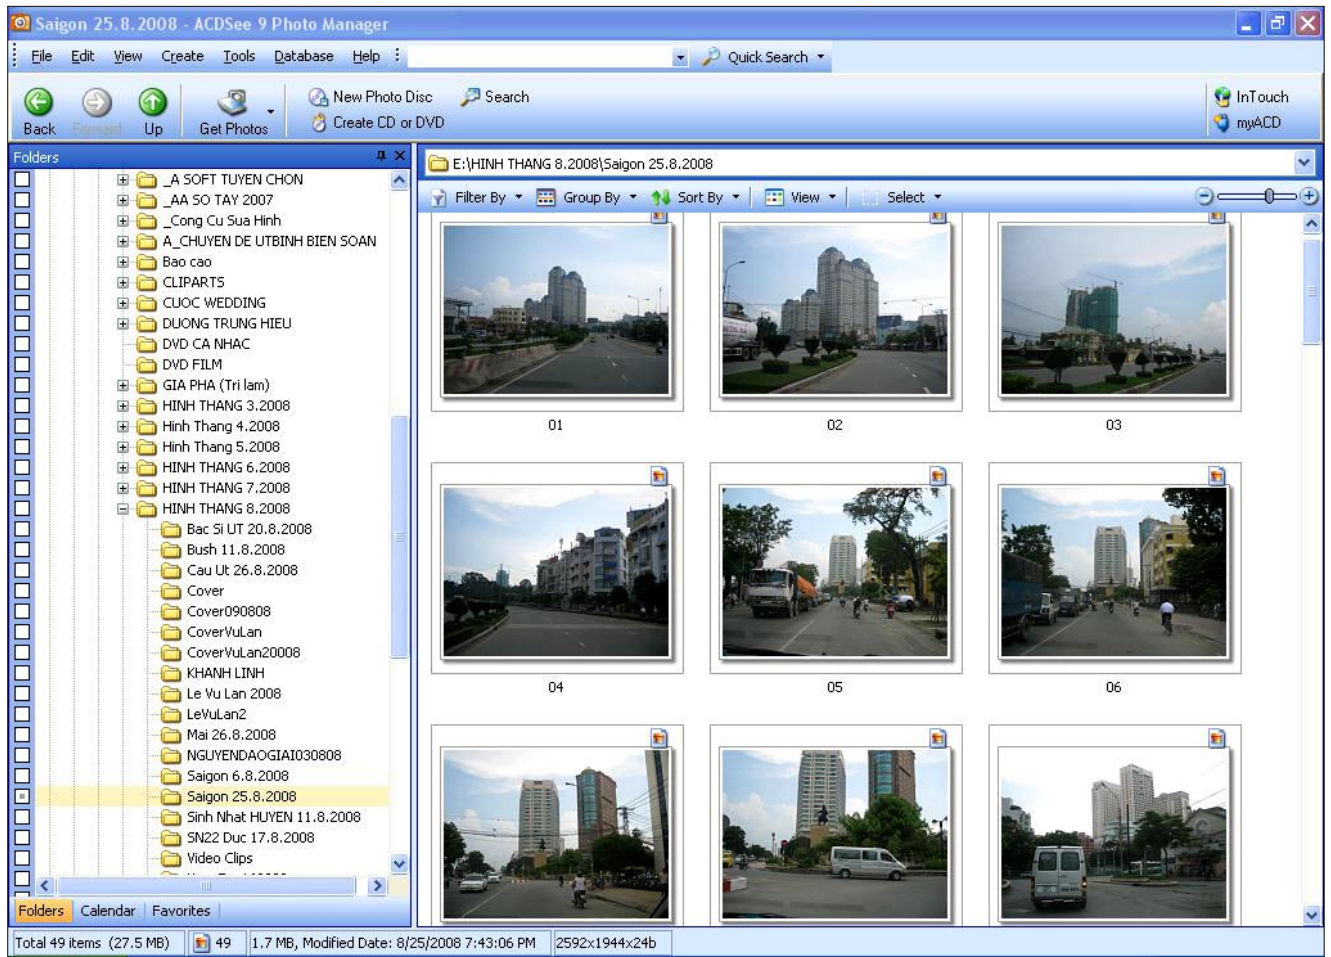 Saigon 25.8.2008 - ACDSee 9 Photo Manager
File Edit View Create Tools Database Help Quick Search
Back Forward Up Get Photos
New Photo Disc Search
Create CD or DVD
InTouch
myACD
Folders
_A SOFT TUYEN CHON
_AA SO TAY 2007
_Cong Cu Sua Hinh
A_CHUYEN DE UTBINH BIEN SOAN
Bao cao
CLIPARTS
CUOC WEDDING
DUONG TRUNG HIEU
DVD CA NHAC
DVD FILM
GIA PHA (Tri lam)
HINH THANG 3.2008
Hinh Thang 4.2008
Hinh Thang 5.2008
HINH THANG 6.2008
HINH THANG 7.2008
HINH THANG 8.2008
Bac Si UT 20.8.2008
Bush 11.8.2008
Cau Ut 26.8.2008
Cover
Cover090808
CoverVuLan
CoverVuLan20008
KHANH LINH
Le Vu Lan 2008
LeVuLan2
Mai 26.8.2008
NGUYENDAOGIAI030808
Saigon 6.8.2008
Saigon 25.8.2008
Sinh Nhat HUYEN 11.8.2008
SN22 Duc 17.8.2008
Video Clips
Folders Calendar Favorites
E:\HINH THANG 8.2008\Saigon 25.8.2008
Filter By Group By Sort By View Select
01 02 03
04 05 06
Total 49 items (27.5 MB) 49 1.7 MB, Modified Date: 8/25/2008 7:43:06 PM 2592x1944x24b